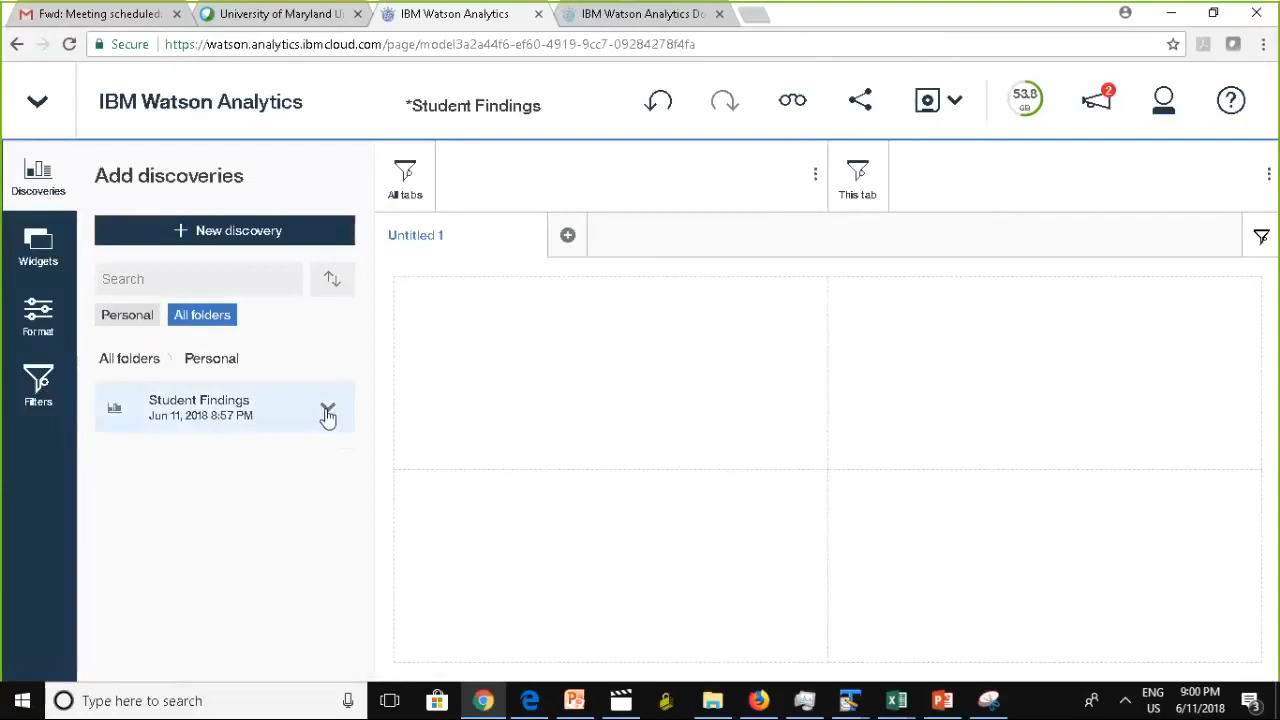 Fwd: Meeting scheduled:
University of Maryland U
IBM Watson Analytics
IBM Watson Analytics Do
Secure
https://watson.analytics.ibmcloud.com/page/model3a2a44f6-ef60-4919-9cc7-09284278f4fa
IBM Watson Analytics
*Student Findings
53.8
GB
2
Discoveries
Widgets
Format
Filters
Add discoveries
New discovery
Search
Personal
All folders
All folders
Personal
Student Findings
Jun 11, 2018 8:57 PM
All tabs
This tab
Untitled 1
Type here to search
ENG
US
9:00 PM
6/11/2018
3